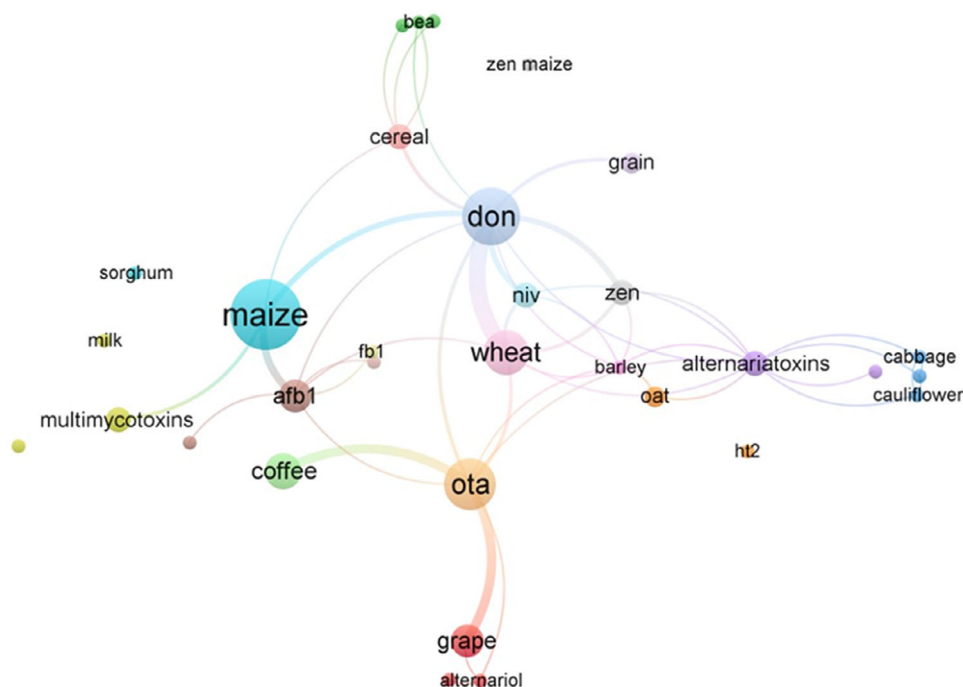 bea
zen maize
cereal
grain
don
sorghum
niv
zen
maize
milk
fb1
wheat
barley
alternariatoxins
cabbage
afb1
oat
cauliflower
multimycotoxins
ht2
coffee
ota
grape
alternariol